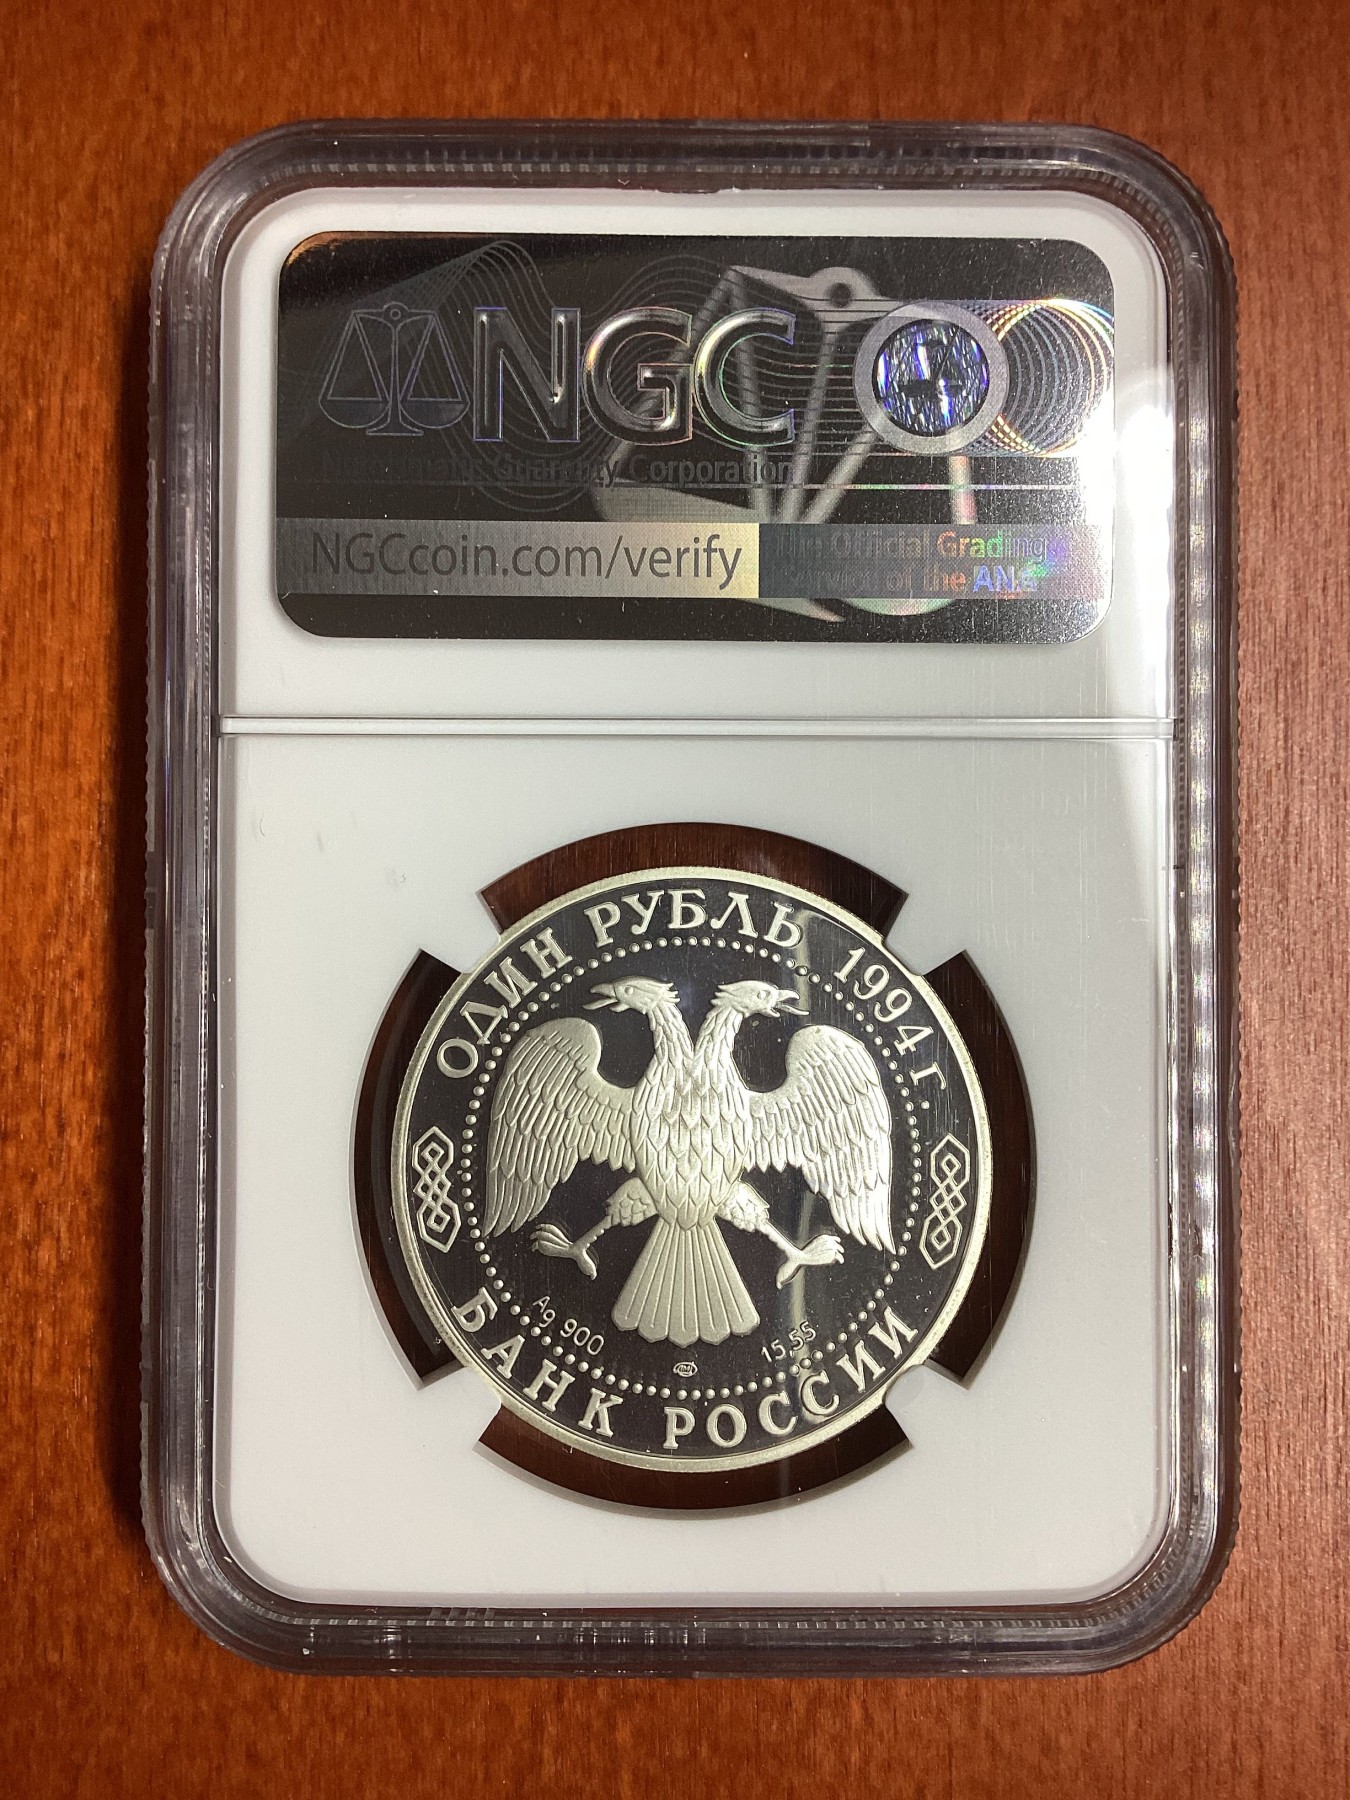 NGC
Numismatic Guaranty Corporation
NGCcoin.com/verify
The Official Grading
Service of the ANA
ОДИН РУБЛЬ 1994 г.
Ag 900
ЛМД
15,55
БАНК РОССИИ